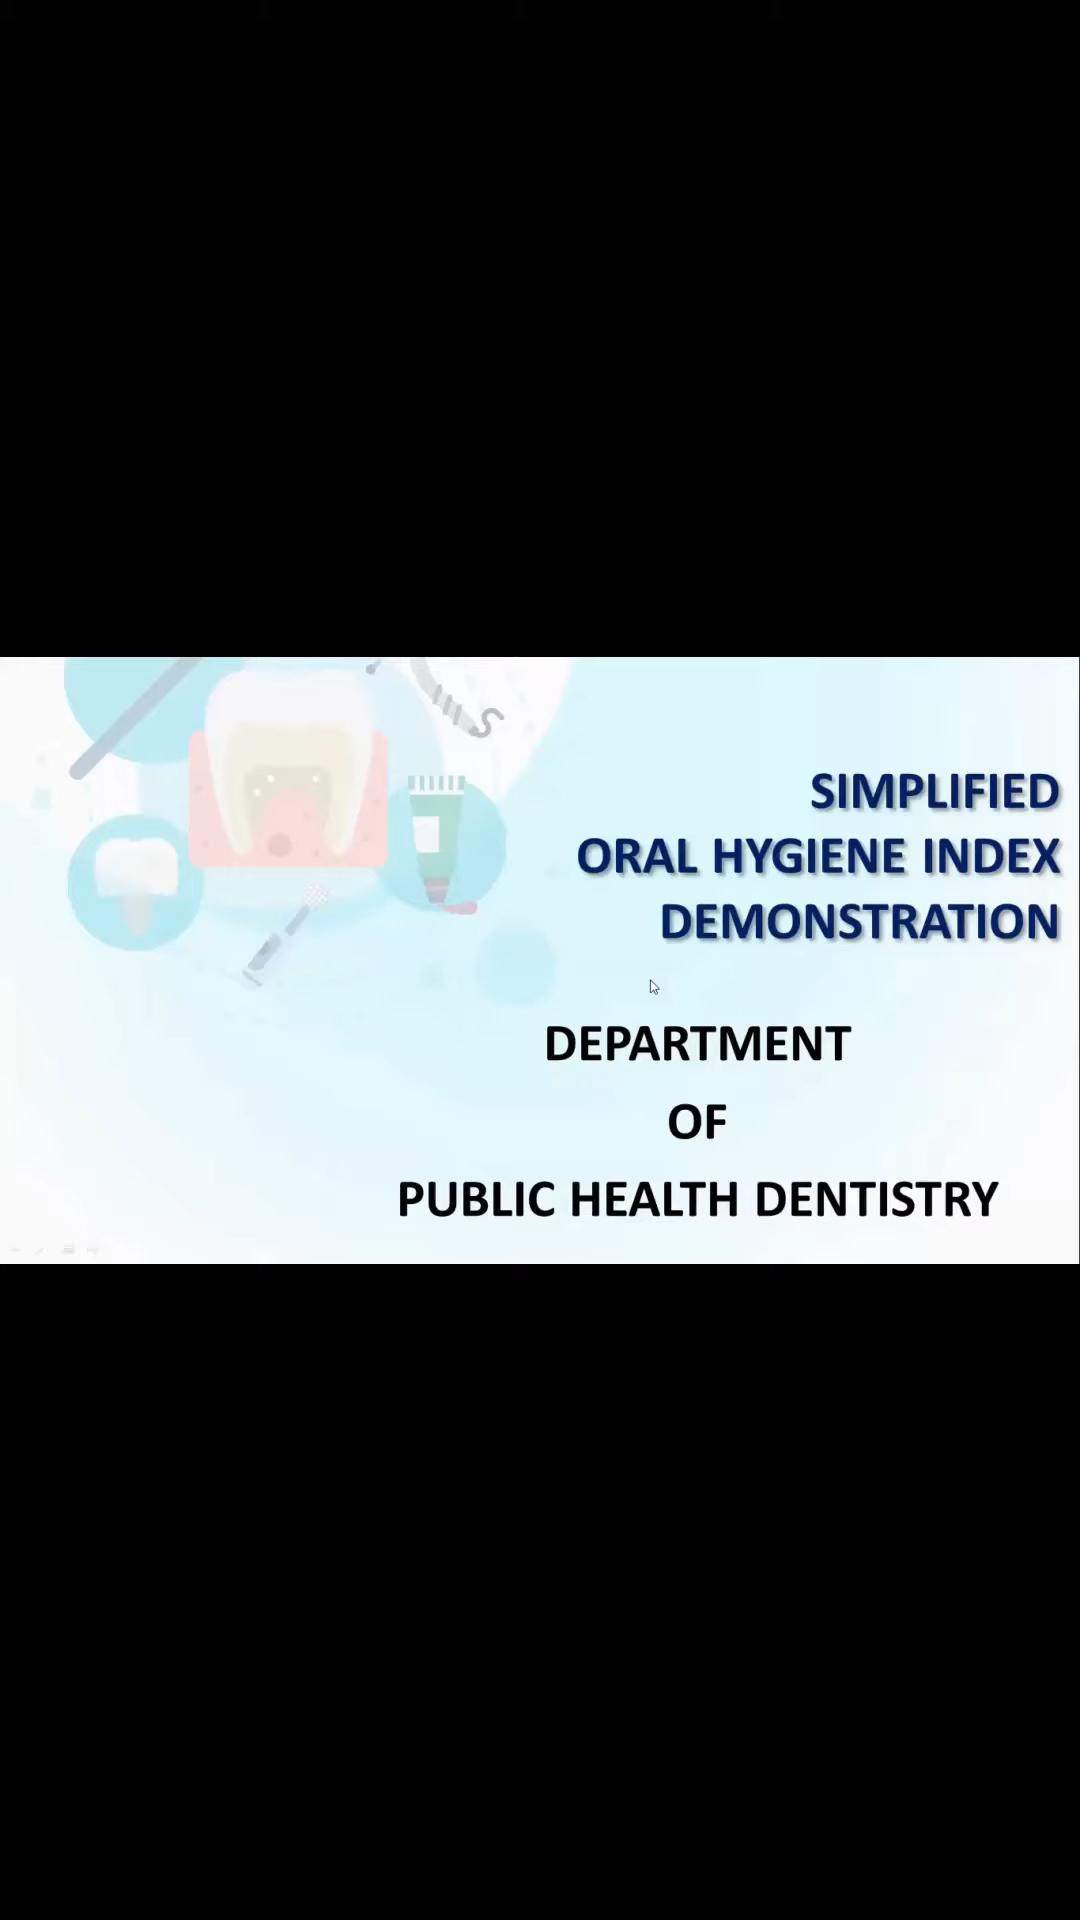 SIMPLIFIED
ORAL HYGIENE INDEX
DEMONSTRATION
DEPARTMENT
OF
PUBLIC HEALTH DENTISTRY